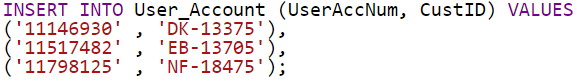 INSERT INTO User_Account (UserAccNum, CustID) VALUES
('11146930' , 'DK-13375'),
('11517482' , 'EB-13705'),
('11798125' , 'NF-18475');